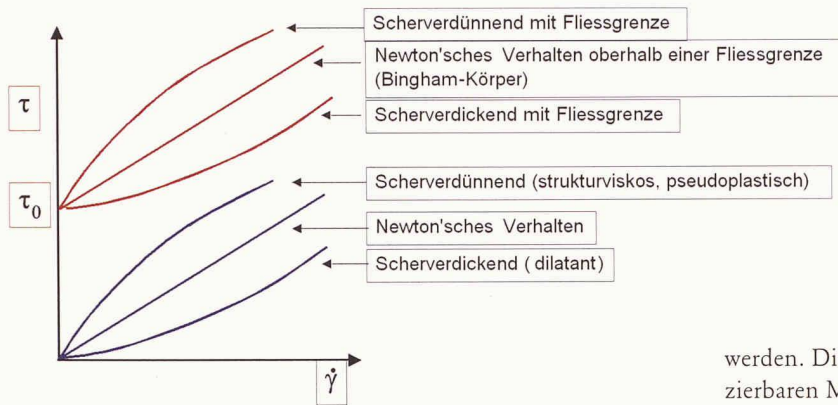 Scherverdünnend mit Fliessgrenze
Newton'sches Verhalten oberhalb einer Fliessgrenze
(Bingham-Körper)
τ
Scherverdickend mit Fliessgrenze
Scherverdünnend (strukturviskos, pseudoplastisch)
τ₀
Newton'sches Verhalten
Scherverdickend ( dilatant)
γ̇
werden. Di
zierbaren M